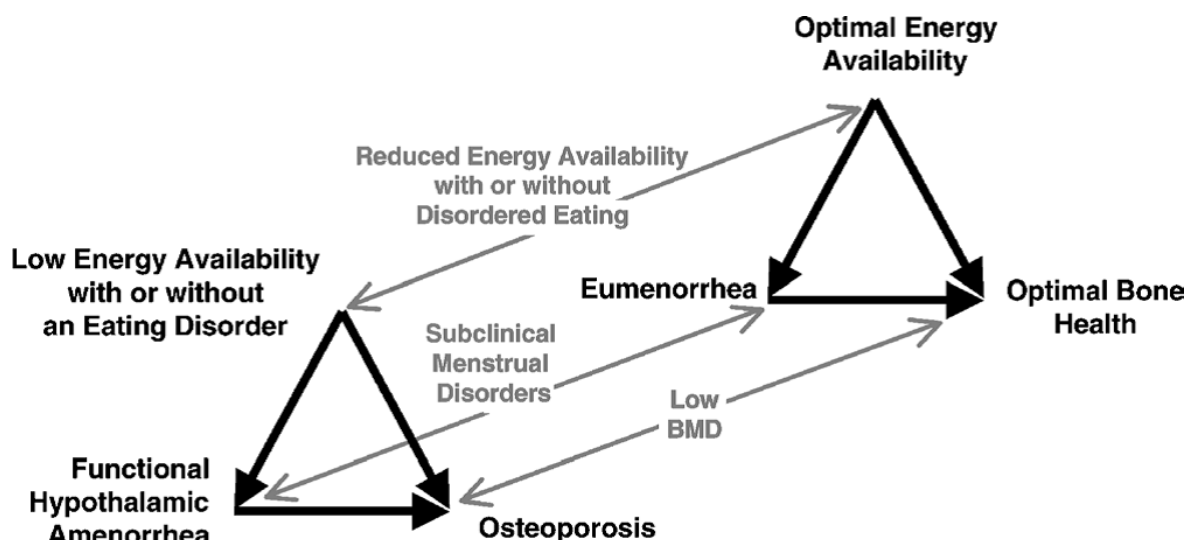 Optimal Energy
Availability
Reduced Energy Availability
with or without
Disordered Eating
Low Energy Availability
with or without
an Eating Disorder
Eumenorrhea
Optimal Bone
Health
Subclinical
Menstrual
Disorders
Low
BMD
Functional
Hypothalamic
Amenorrhea
Osteoporosis